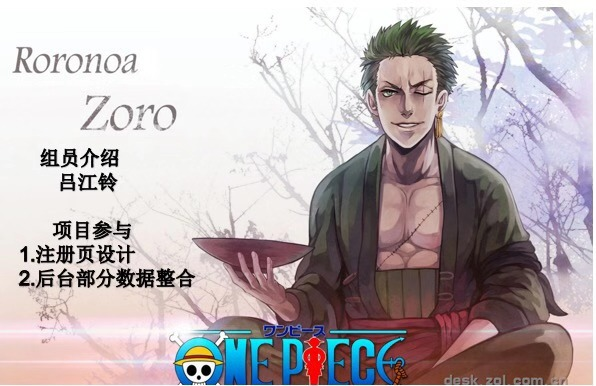 Roronoa
Zoro
组员介绍
吕江铃
项目参与
1.注册页设计
2.后台部分数据整合
ワンピース
ONE PIECE
desk.zol.com.cn